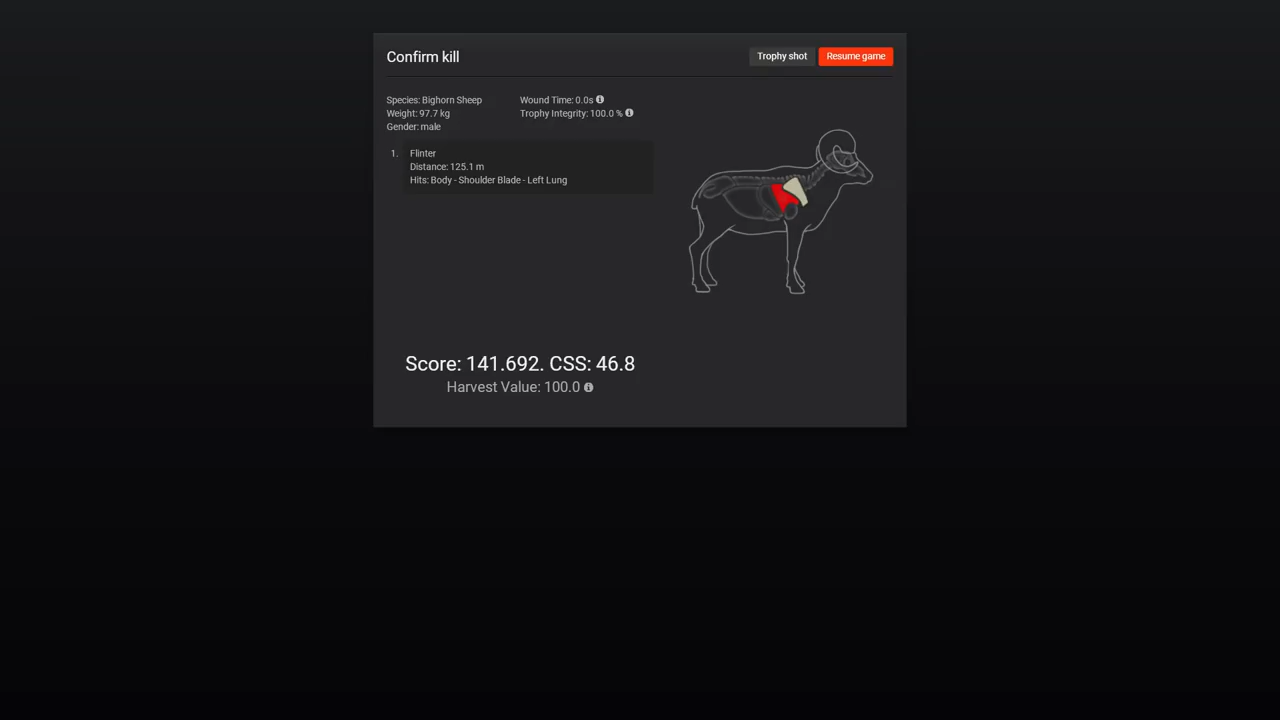 Confirm kill
Trophy shot
Resume game
Species: Bighorn Sheep
Weight: 97.7 kg
Gender: male
Wound Time: 0.0s
Trophy Integrity: 100.0 %
1. Flinter
Distance: 125.1 m
Hits: Body - Shoulder Blade - Left Lung
Score: 141.692. CSS: 46.8
Harvest Value: 100.0